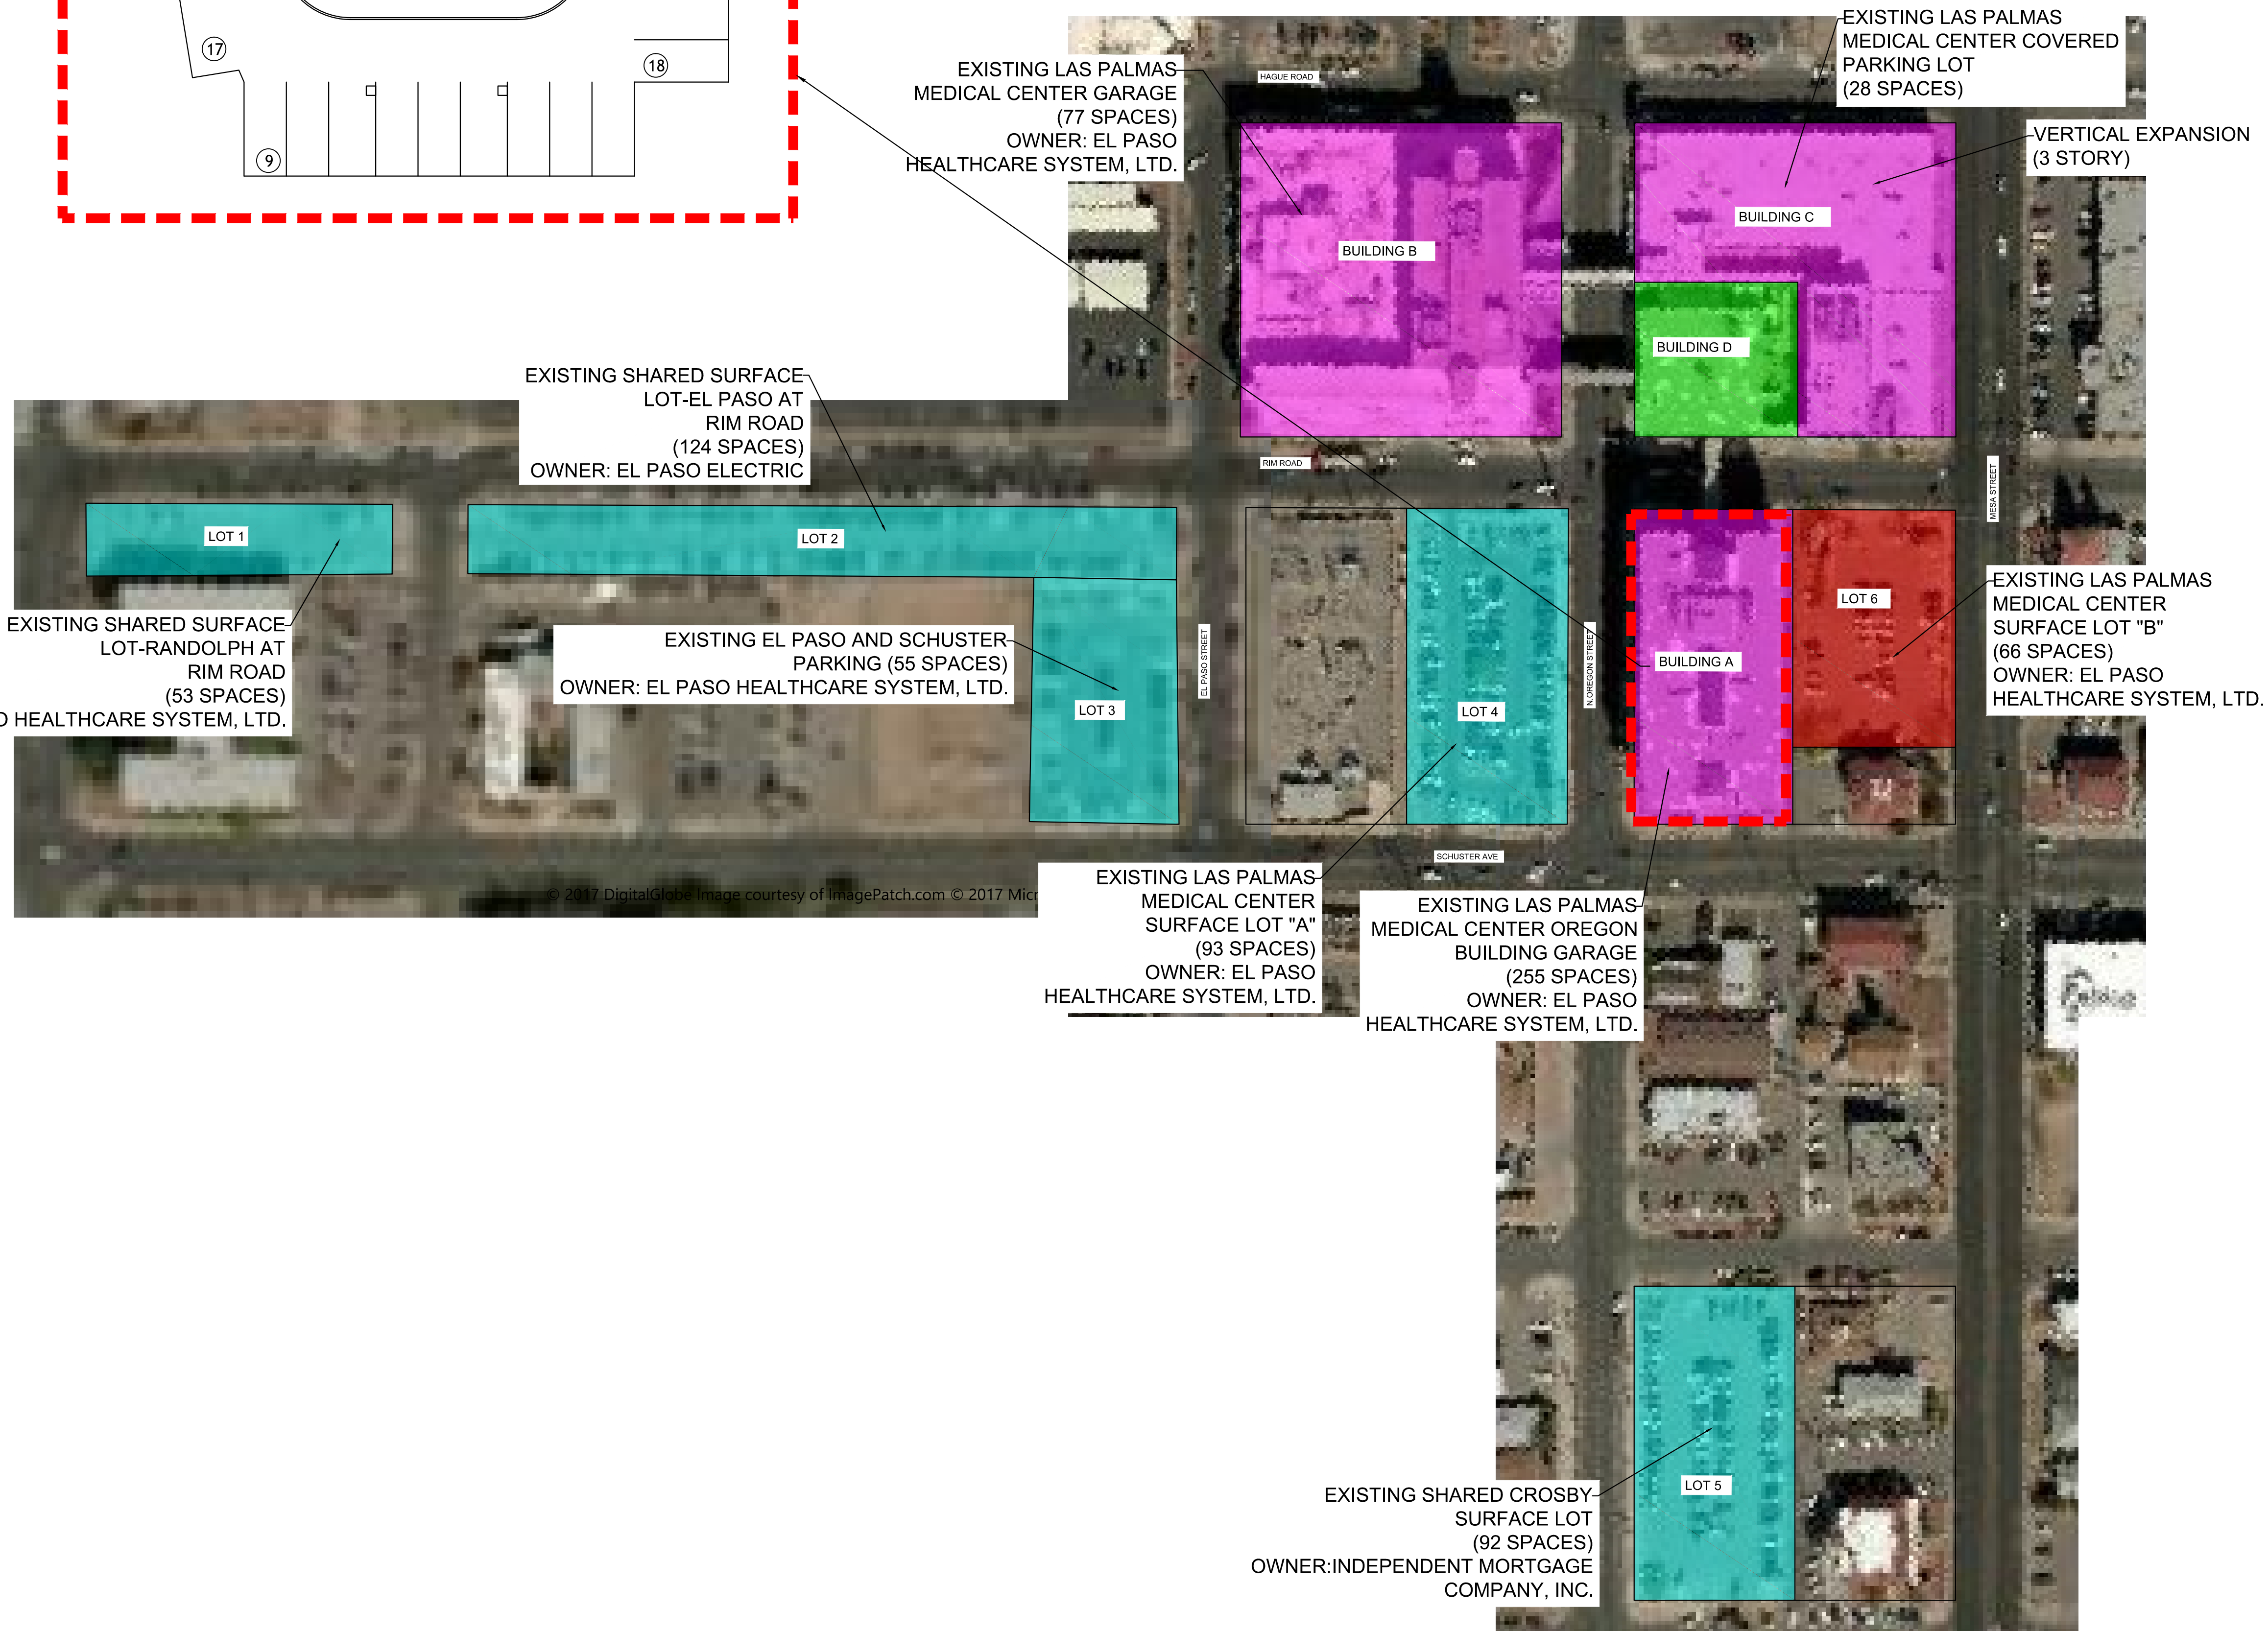 17
18
9
EXISTING LAS PALMAS
MEDICAL CENTER GARAGE
(77 SPACES)
OWNER: EL PASO
HEALTHCARE SYSTEM, LTD.
HAGUE ROAD
EXISTING LAS PALMAS
MEDICAL CENTER COVERED
PARKING LOT
(28 SPACES)
VERTICAL EXPANSION
(3 STORY)
BUILDING B
BUILDING C
BUILDING D
EXISTING SHARED SURFACE
LOT-EL PASO AT
RIM ROAD
(124 SPACES)
OWNER: EL PASO ELECTRIC
RIM ROAD
MESA STREET
LOT 1
LOT 2
EXISTING SHARED SURFACE
LOT-RANDOLPH AT
RIM ROAD
(53 SPACES)
O HEALTHCARE SYSTEM, LTD.
EXISTING EL PASO AND SCHUSTER
PARKING (55 SPACES)
OWNER: EL PASO HEALTHCARE SYSTEM, LTD.
LOT 3
EL PASO STREET
LOT 4
N.OREGON STREET
BUILDING A
LOT 6
EXISTING LAS PALMAS
MEDICAL CENTER
SURFACE LOT "B"
(66 SPACES)
OWNER: EL PASO
HEALTHCARE SYSTEM, LTD.
SCHUSTER AVE
© 2017 DigitalGlobe Image courtesy of ImagePatch.com © 2017 Micr
EXISTING LAS PALMAS
MEDICAL CENTER
SURFACE LOT "A"
(93 SPACES)
OWNER: EL PASO
HEALTHCARE SYSTEM, LTD.
EXISTING LAS PALMAS
MEDICAL CENTER OREGON
BUILDING GARAGE
(255 SPACES)
OWNER: EL PASO
HEALTHCARE SYSTEM, LTD.
LOT 5
EXISTING SHARED CROSBY
SURFACE LOT
(92 SPACES)
OWNER:INDEPENDENT MORTGAGE
COMPANY, INC.